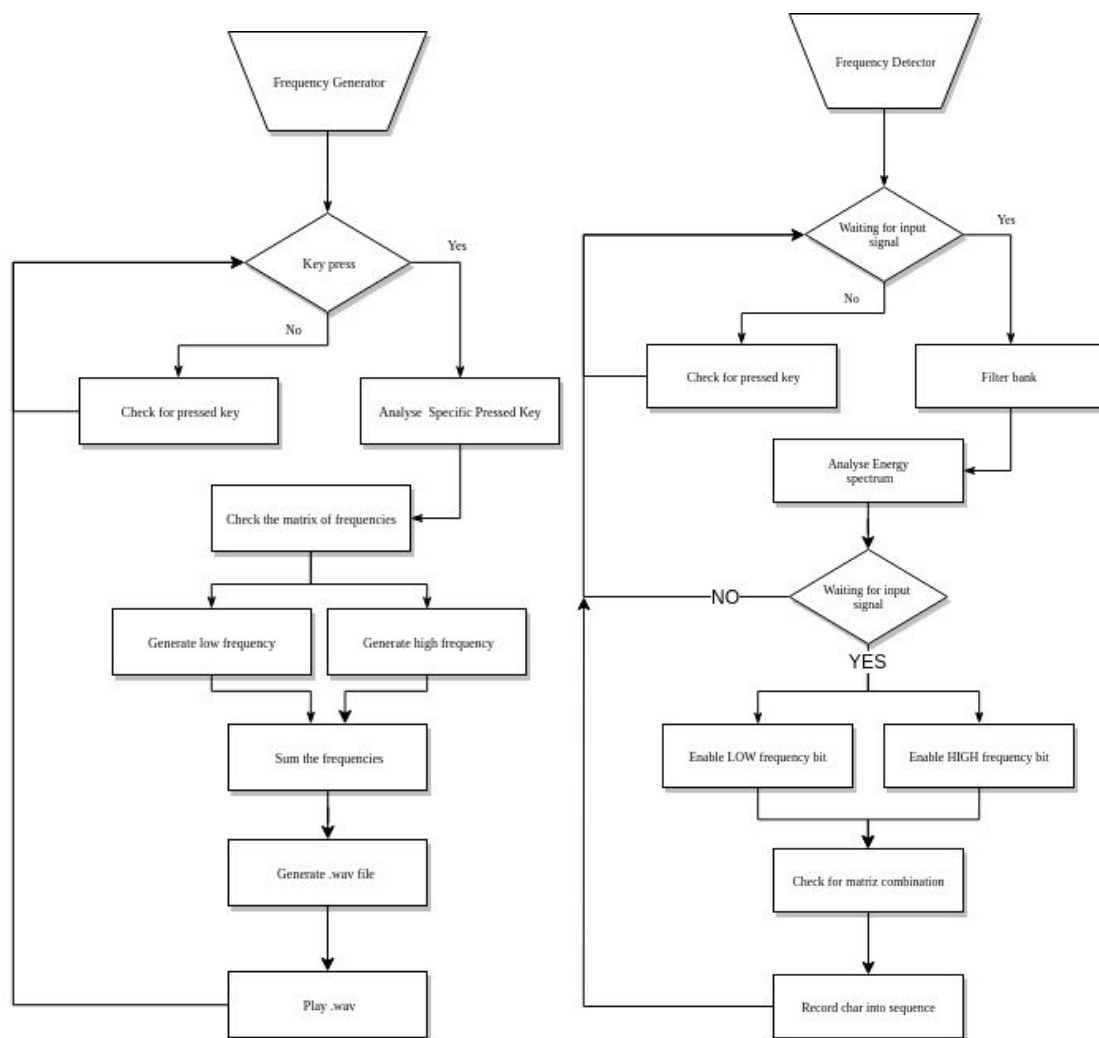 Frequency Generator
Key press
Yes
No
Check for pressed key
Analyse Specific Pressed Key
Check the matrix of frequencies
Generate low frequency
Generate high frequency
Sum the frequencies
Generate .wav file
Play .wav
Frequency Detector
Waiting for input
signal
Yes
No
Check for pressed key
Filter bank
Analyse Energy
spectrum
Waiting for input
signal
NO
YES
Enable LOW frequency bit
Enable HIGH frequency bit
Check for matriz combination
Record char into sequence